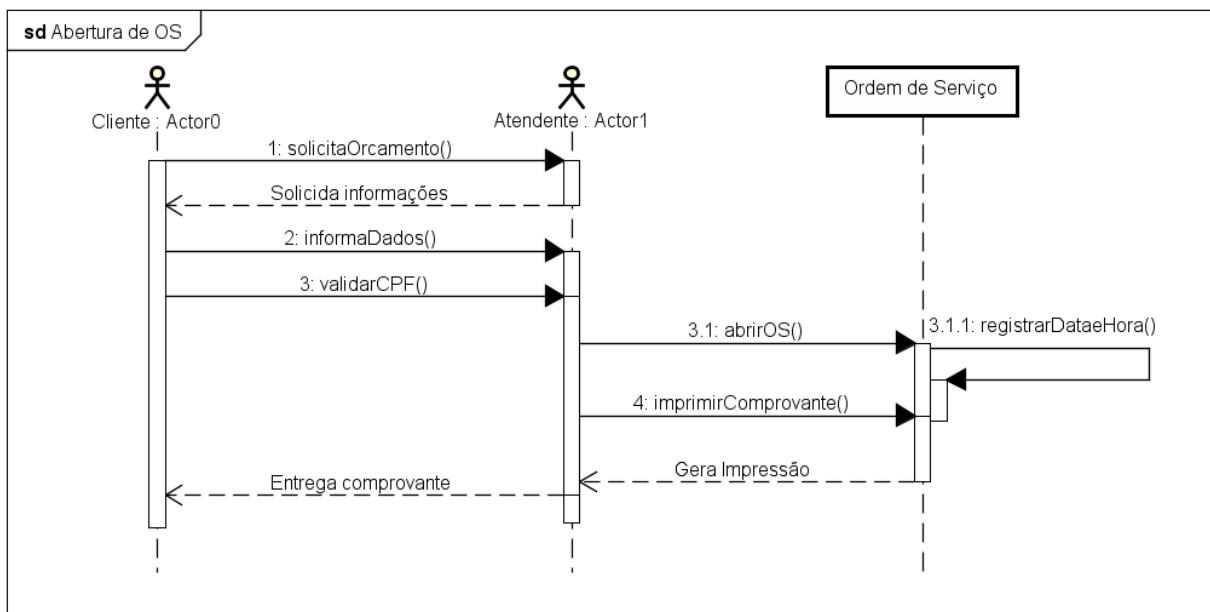 sd Abertura de OS
Cliente : Actor0
Atendente : Actor1
Ordem de Serviço
1: solicitaOrcamento()
Solicida informações
2: informaDados()
3: validarCPF()
3.1: abrirOS()
3.1.1: registrarDataeHora()
4: imprimirComprovante()
Gera Impressão
Entrega comprovante